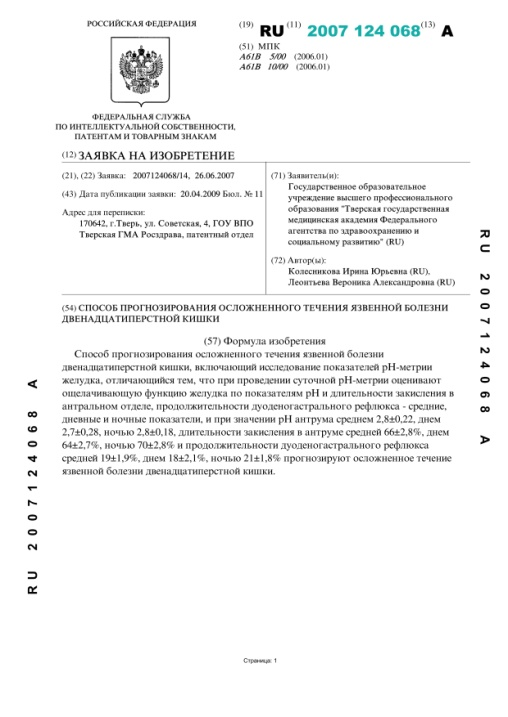 РОССИЙСКАЯ ФЕДЕРАЦИЯ
(19) RU (11) 2007 124 068 (13) A
(51) МПК
A61B 5/00 (2006.01)
A61B 10/00 (2006.01)
ФЕДЕРАЛЬНАЯ СЛУЖБА
ПО ИНТЕЛЛЕКТУАЛЬНОЙ СОБСТВЕННОСТИ,
ПАТЕНТАМ И ТОВАРНЫМ ЗНАКАМ
(12) ЗАЯВКА НА ИЗОБРЕТЕНИЕ
(21), (22) Заявка: 2007124068/14, 26.06.2007
(43) Дата публикации заявки: 20.04.2009 Бюл. № 11
Адрес для переписки:
170642, г.Тверь, ул. Советская, 4, ГОУ ВПО
Тверская ГМА Росздрава, патентный отдел
(71) Заявитель(и):
Государственное образовательное
учреждение высшего профессионального
образования "Тверская государственная
медицинская академия Федерального
агентства по здравоохранению и
социальному развитию" (RU)
(72) Автор(ы):
Колесникова Ирина Юрьевна (RU),
Леонтьева Вероника Александровна (RU)
(54) СПОСОБ ПРОГНОЗИРОВАНИЯ ОСЛОЖНЕННОГО ТЕЧЕНИЯ ЯЗВЕННОЙ БОЛЕЗНИ
ДВЕНАДЦАТИПЕРСТНОЙ КИШКИ
(57) Формула изобретения
Способ прогнозирования осложненного течения язвенной болезни
двенадцатиперстной кишки, включающий исследование показателей рН-метрии
желудка, отличающийся тем, что при проведении суточной рН-метрии оценивают
ощелачивающую функцию желудка по показателям рН и длительности закисления в
антральном отделе, продолжительности дуоденогастрального рефлюкса - средние,
дневные и ночные показатели, и при значении рН антрума среднем 2,8±0,22, днем
2,7±0,28, ночью 2,8±0,18, длительности закисления в антруме средней 66±2,8%, днем
64±2,7%, ночью 70±2,8% и продолжительности дуоденогастрального рефлюкса
средней 19±1,9%, днем 18±2,1%, ночью 21±1,8% прогнозируют осложненное течение
язвенной болезни двенадцатиперстной кишки.
RU 2007124068 A
RU 2007124068 A
Страница: 1